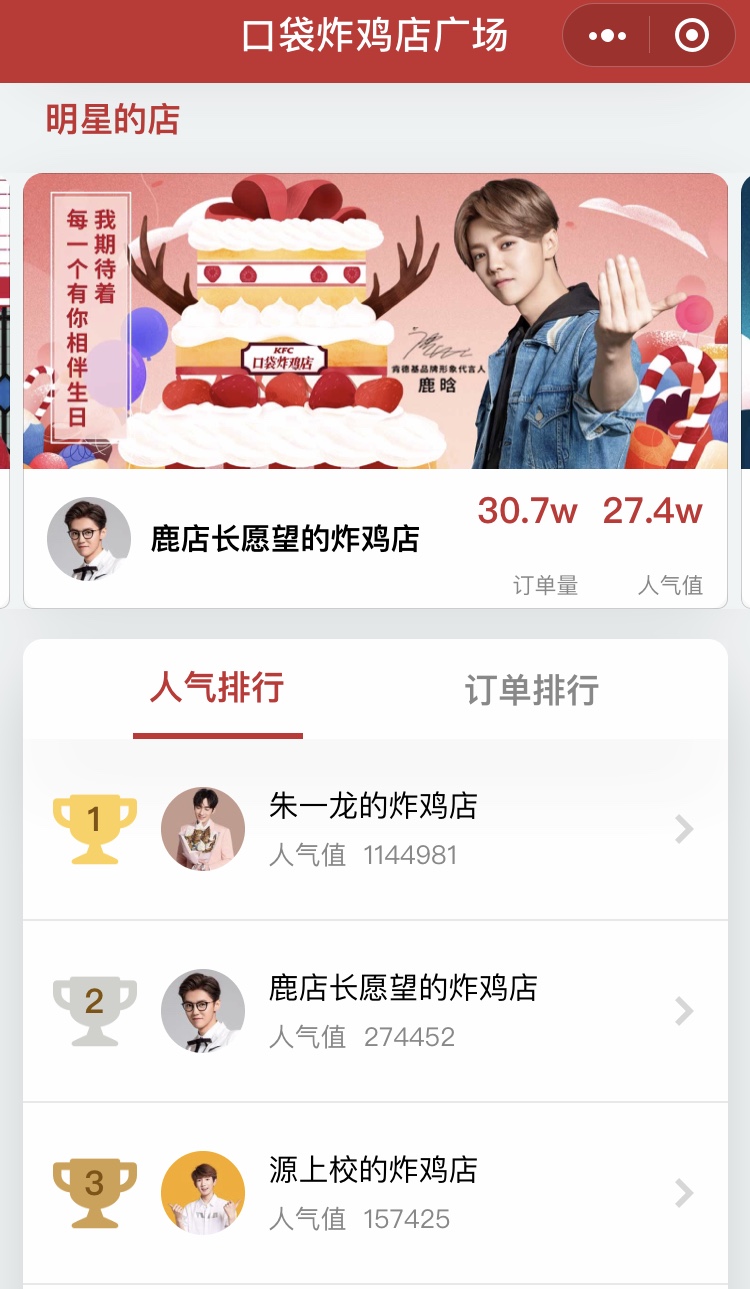 口袋炸鸡店广场
明星的店
我期待着
每一个有你相伴生日
KFC
口袋炸鸡店
肯德基品牌形象代言人
鹿晗
鹿店长愿望的炸鸡店
30.7w 27.4w
订单量 人气值
人气排行 订单排行
1
朱一龙的炸鸡店
人气值 1144981
2
鹿店长愿望的炸鸡店
人气值 274452
3
源上校的炸鸡店
人气值 157425